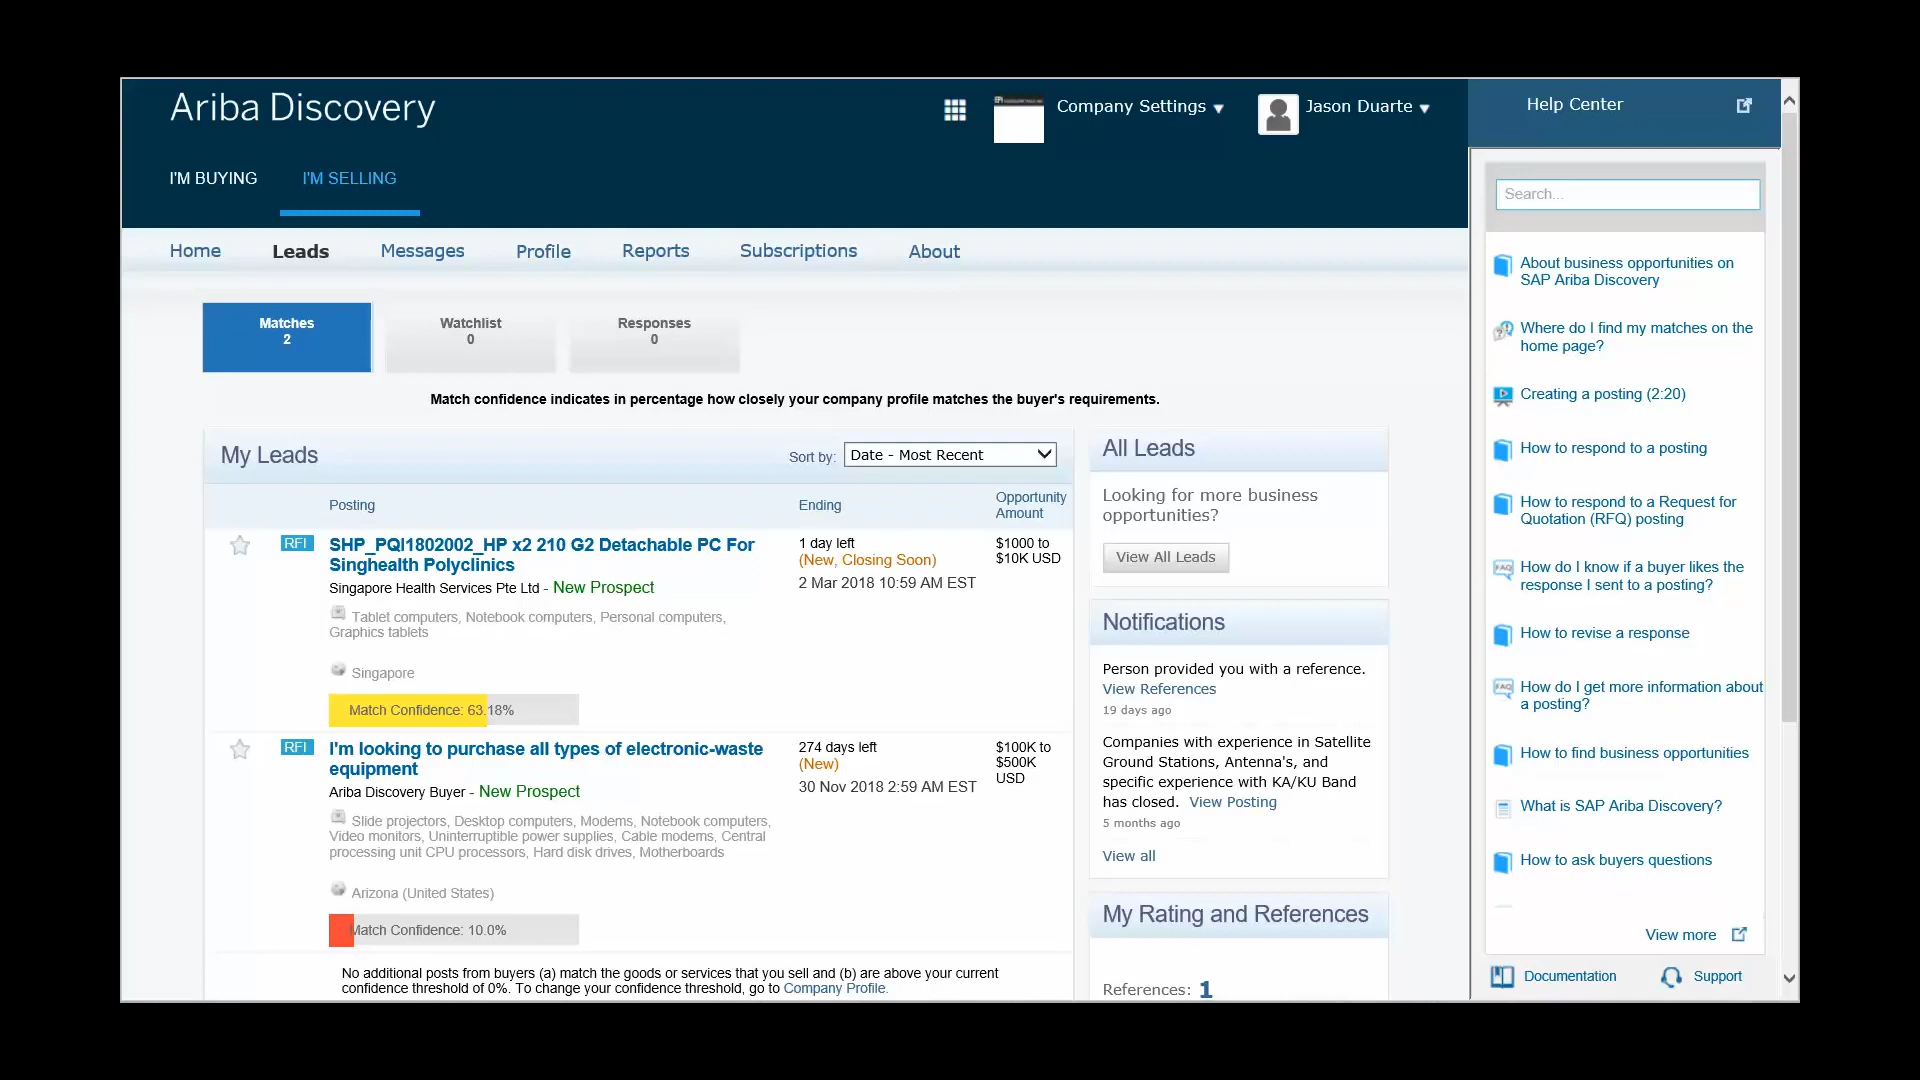 Ariba Discovery
Company Settings
Jason Duarte
Help Center
I'M BUYING
I'M SELLING
Home
Leads
Messages
Profile
Reports
Subscriptions
About
Matches
2
Watchlist
0
Responses
0
Match confidence indicates in percentage how closely your company profile matches the buyer's requirements.
My Leads
Sort by:
Date - Most Recent
Posting
Ending
Opportunity
Amount
RFI
SHP_PQI1802002_HP x2 210 G2 Detachable PC For
Singhealth Polyclinics
Singapore Health Services Pte Ltd - New Prospect
Tablet computers, Notebook computers, Personal computers,
Graphics tablets
Singapore
Match Confidence: 63.18%
1 day left
(New, Closing Soon)
2 Mar 2018 10:59 AM EST
$1000 to
$10K USD
RFI
I'm looking to purchase all types of electronic-waste
equipment
Ariba Discovery Buyer - New Prospect
Slide projectors, Desktop computers, Modems, Notebook computers,
Video monitors, Uninterruptible power supplies, Cable modems, Central
processing unit CPU processors, Hard disk drives, Motherboards
Arizona (United States)
Match Confidence: 10.0%
274 days left
(New)
30 Nov 2018 2:59 AM EST
$100K to
$500K
USD
No additional posts from buyers (a) match the goods or services that you sell and (b) are above your current
confidence threshold of 0%. To change your confidence threshold, go to Company Profile.
All Leads
Looking for more business
opportunities?
View All Leads
Notifications
Person provided you with a reference.
View References
19 days ago
Companies with experience in Satellite
Ground Stations, Antenna's, and
specific experience with KA/KU Band
has closed. View Posting
5 months ago
View all
My Rating and References
References: 1
Search...
About business opportunities on
SAP Ariba Discovery
Where do I find my matches on the
home page?
Creating a posting (2:20)
How to respond to a posting
How to respond to a Request for
Quotation (RFQ) posting
FAQ
How do I know if a buyer likes the
response I sent to a posting?
How to revise a response
FAQ
How do I get more information about
a posting?
How to find business opportunities
What is SAP Ariba Discovery?
How to ask buyers questions
View more
Documentation
Support